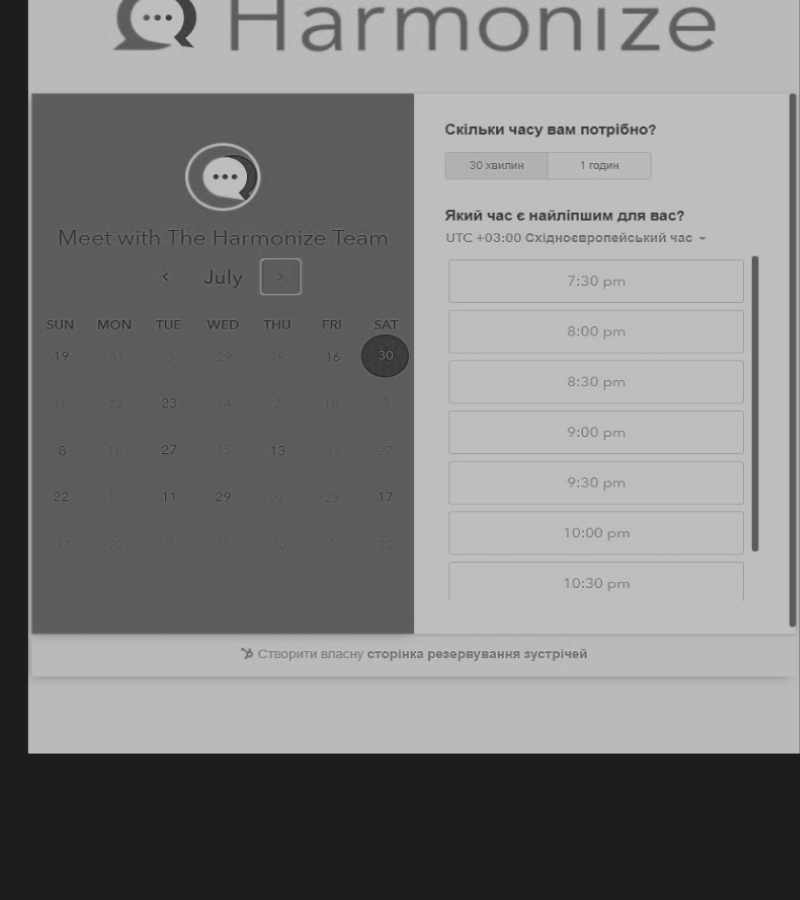 Harmonize
Meet with The Harmonize Team
July
SUN MON TUE WED THU FRI SAT
19 31 3 29 19 16 30
16 22 23 14 2 16 8
8 18 27 15 13 31 27
22 13 11 29 27 29 17
17 22 9 15 10 1 22
Скільки часу вам потрібно?
30 хвилин 1 годин
Який час є найліпшим для вас?
UTC +03:00 Східноєвропейський час
7:30 pm
8:00 pm
8:30 pm
9:00 pm
9:30 pm
10:00 pm
10:30 pm
Створити власну сторінка резервування зустрічей